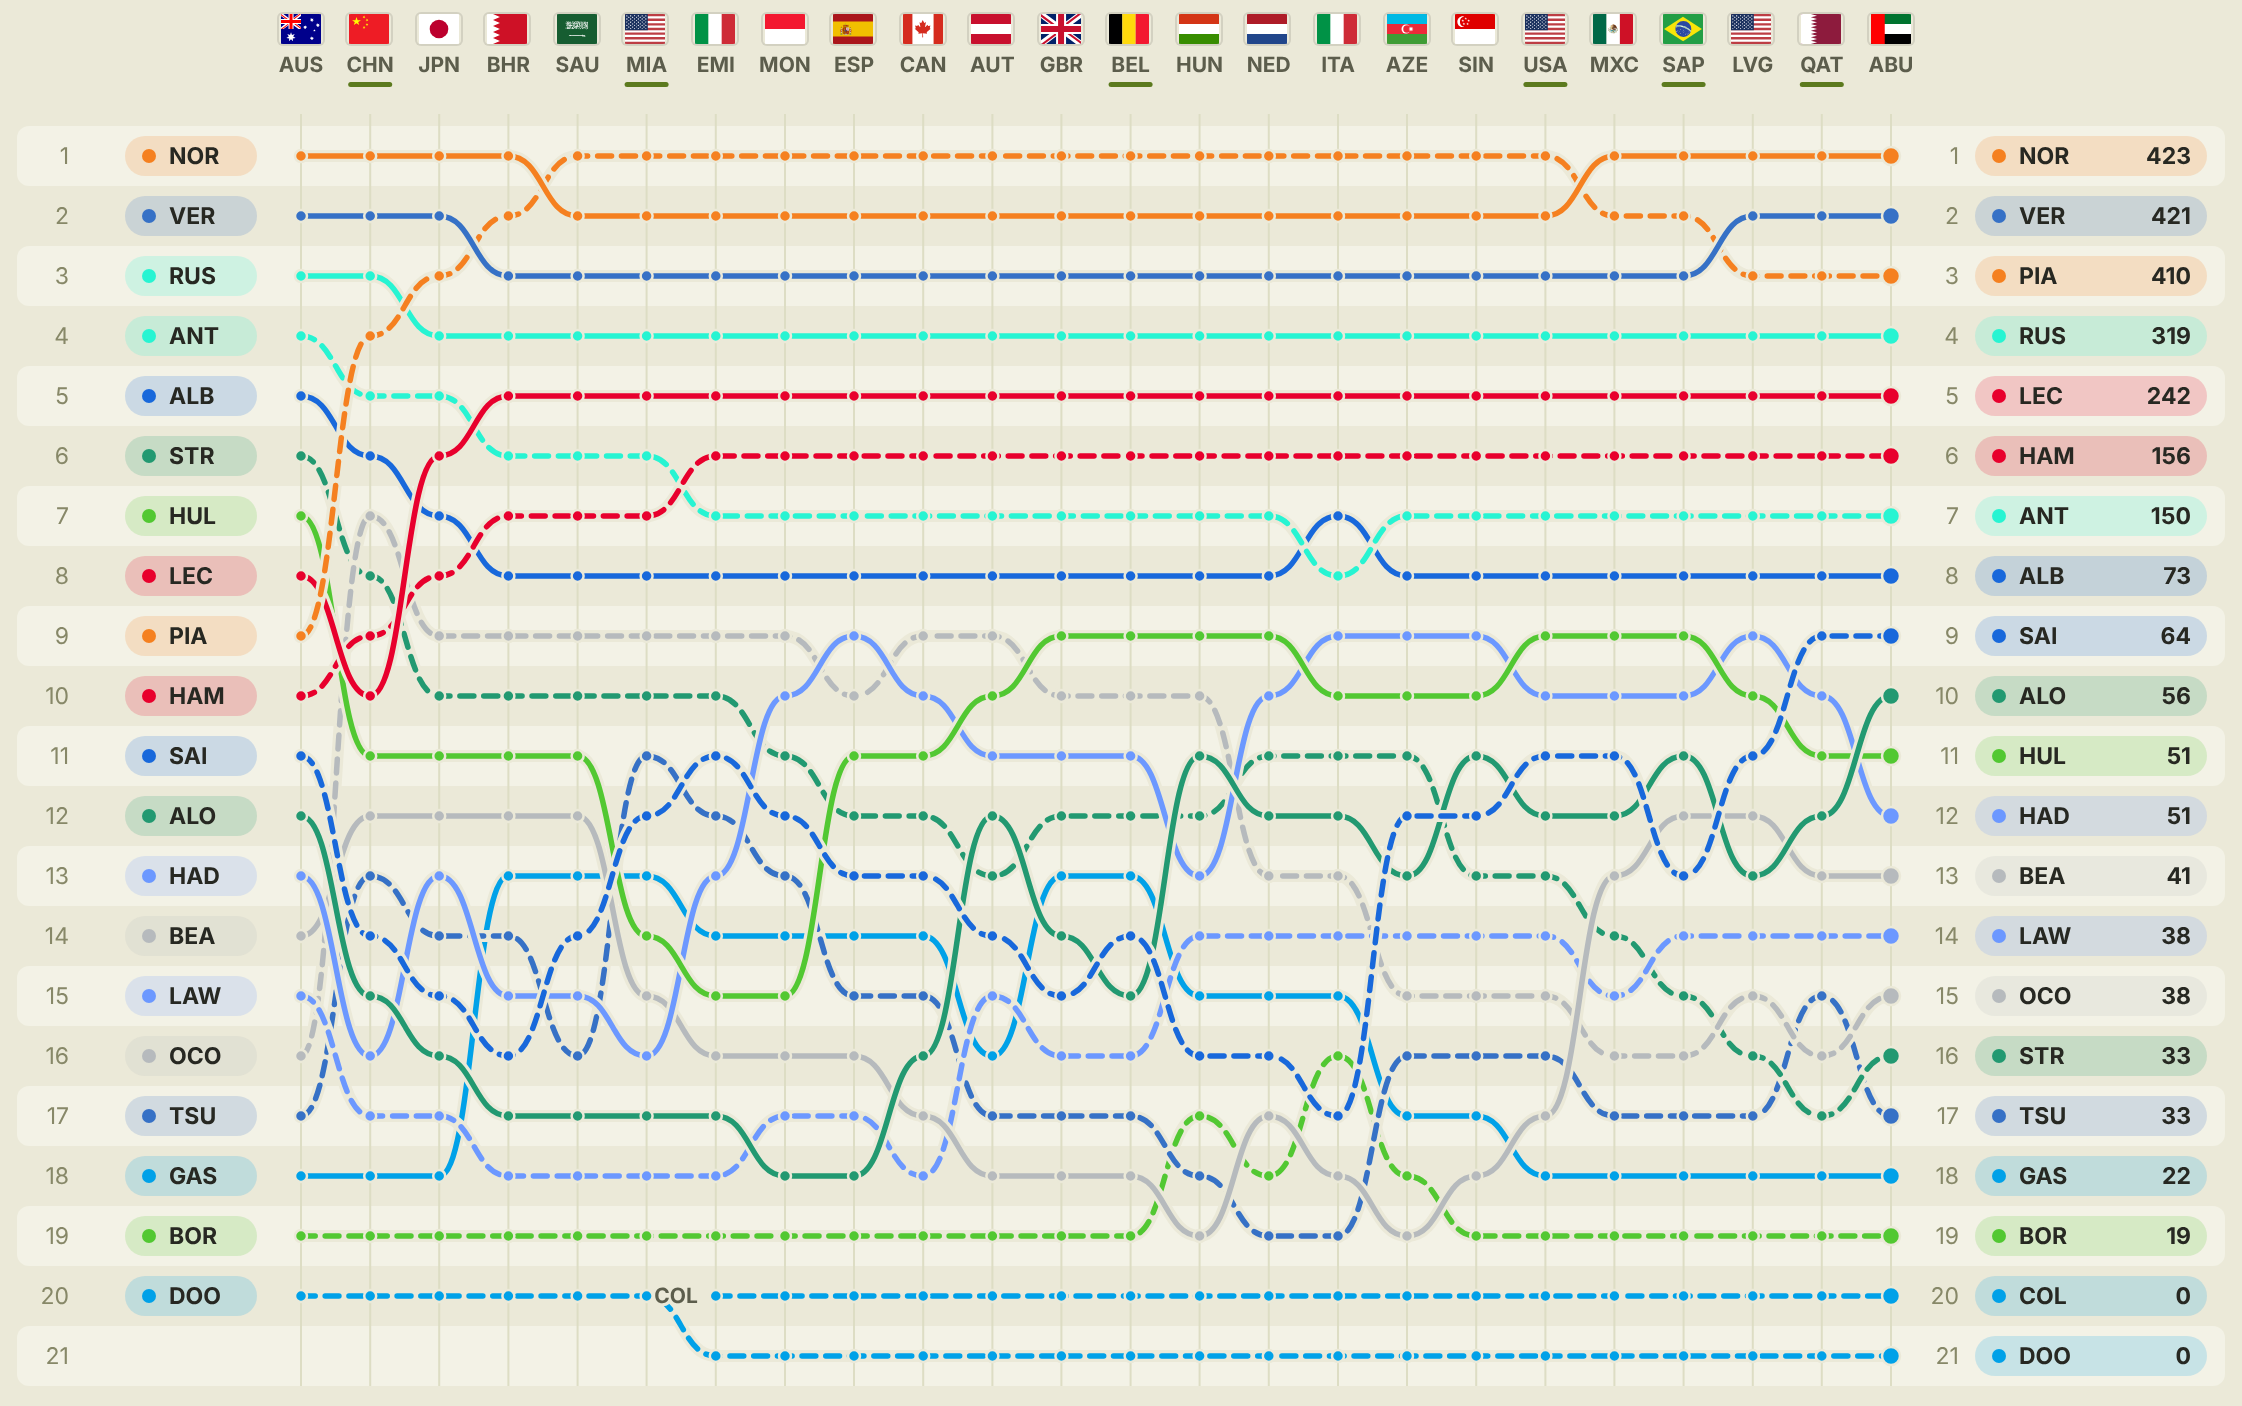 AUS CHN JPN BHR SAU MIA EMI MON ESP CAN AUT GBR BEL HUN NED ITA AZE SIN USA MXC SAP LVG QAT ABU
1 NOR 1 NOR 423
2 VER 2 VER 421
3 RUS 3 PIA 410
4 ANT 4 RUS 319
5 ALB 5 LEC 242
6 STR 6 HAM 156
7 HUL 7 ANT 150
8 LEC 8 ALB 73
9 PIA 9 SAI 64
10 HAM 10 ALO 56
11 SAI 11 HUL 51
12 ALO 12 HAD 51
13 HAD 13 BEA 41
14 BEA 14 LAW 38
15 LAW 15 OCO 38
16 OCO 16 STR 33
17 TSU 17 TSU 33
18 GAS 18 GAS 22
19 BOR 19 BOR 19
20 DOO COL 20 COL 0
21 21 DOO 0